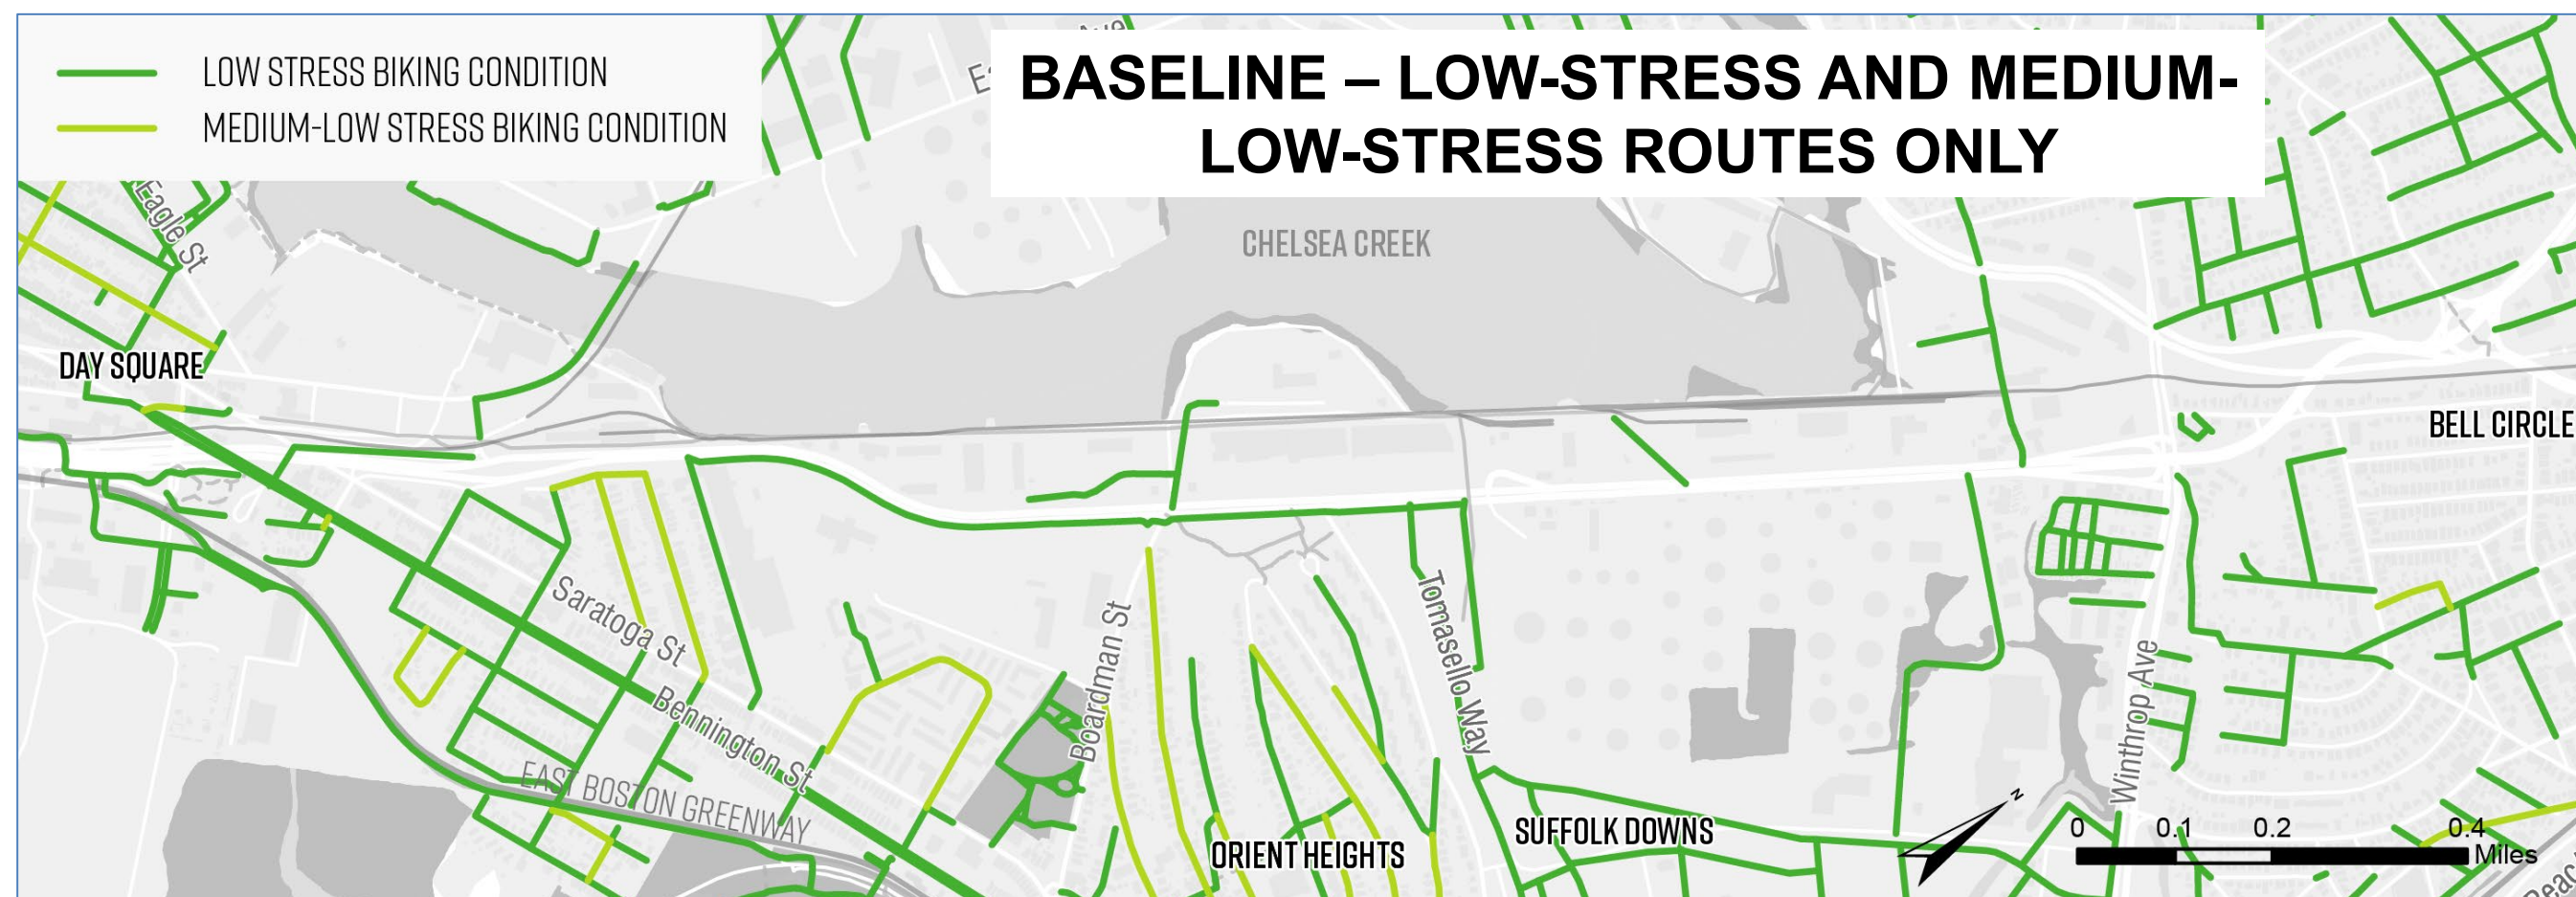 LOW STRESS BIKING CONDITION
MEDIUM-LOW STRESS BIKING CONDITION
BASELINE – LOW-STRESS AND MEDIUM-
LOW-STRESS ROUTES ONLY
Eagle St
CHELSEA CREEK
DAY SQUARE
BELL CIRCLE
Saratoga St
Boardman St
Tomasello Way
Bennington St
Winthrop Ave
EAST BOSTON GREENWAY
ORIENT HEIGHTS
SUFFOLK DOWNS
N
0 0.1 0.2 0.4
Miles